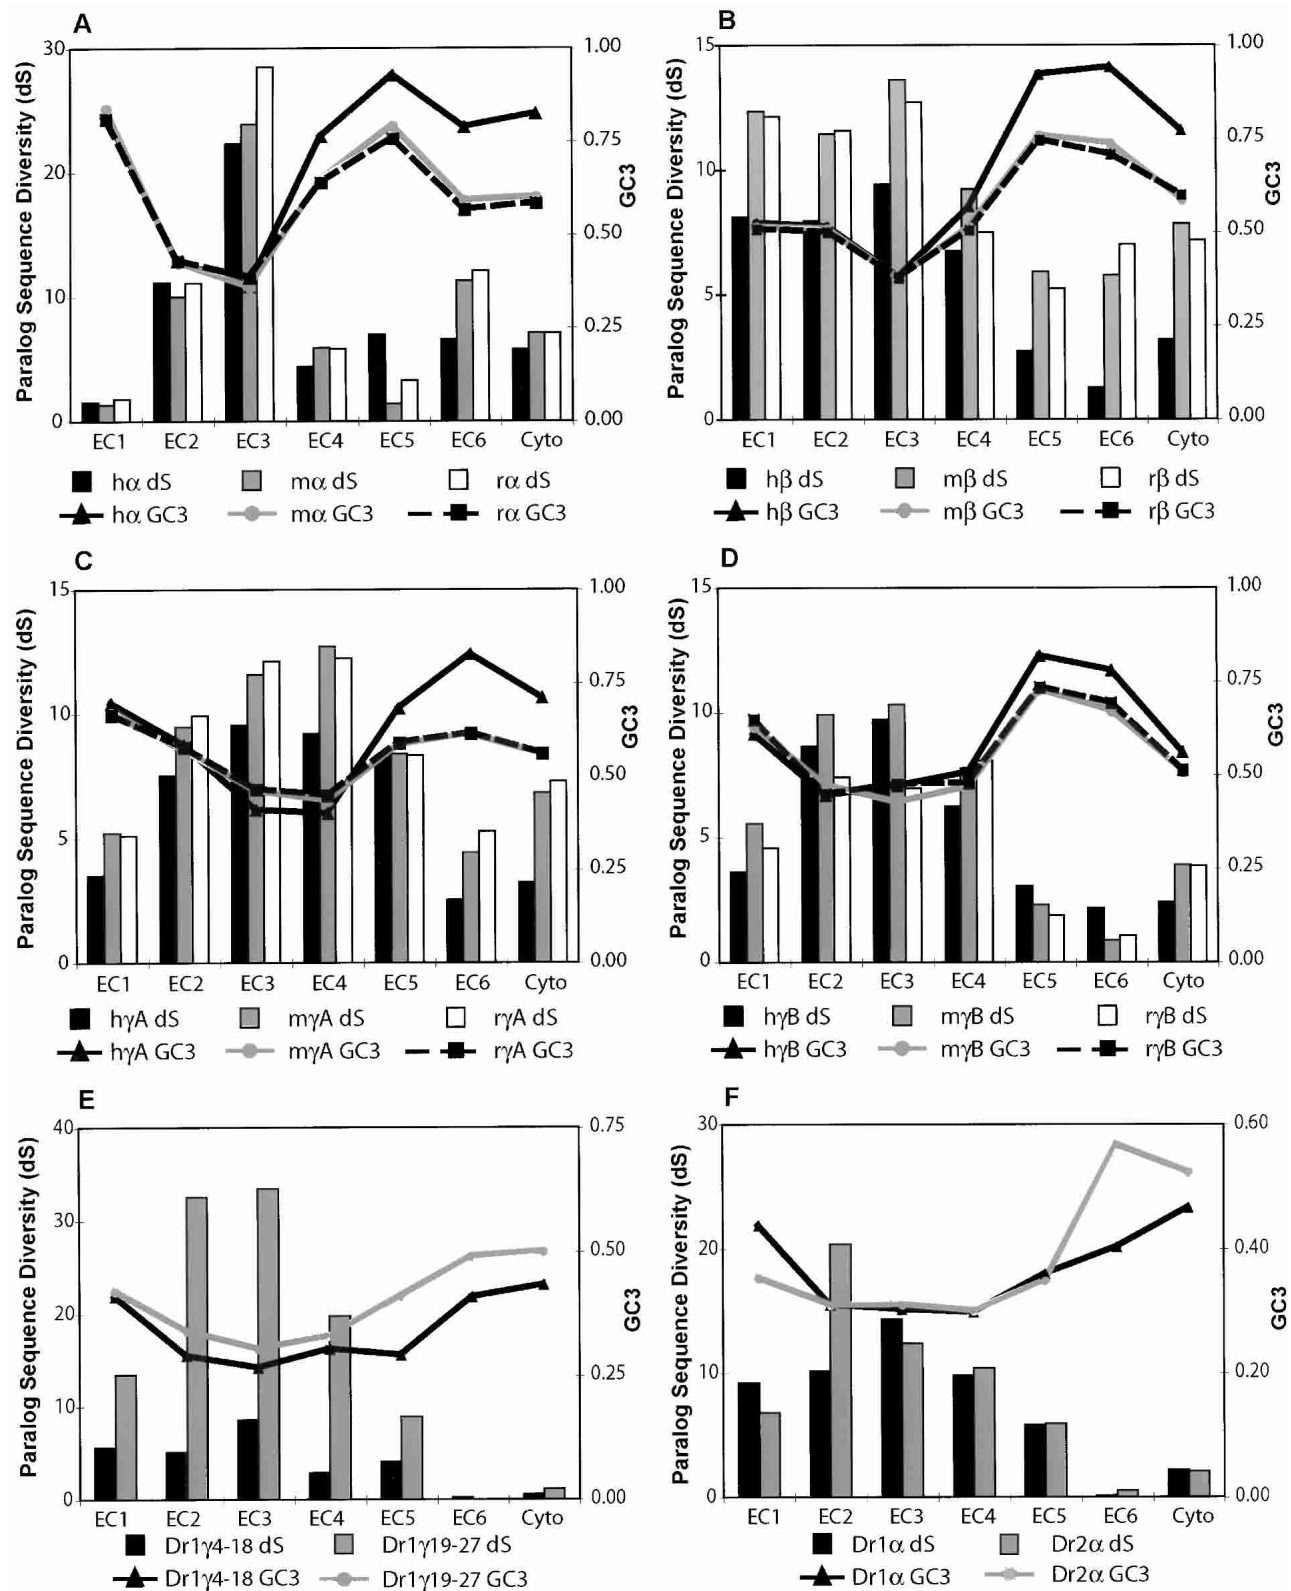 A
Paralog Sequence Diversity (dS)
30
20
10
0
1.00
0.75
0.50
0.25
0.00
GC3
EC1 EC2 EC3 EC4 EC5 EC6 Cyto
hα dS mα dS rα dS
hα GC3 mα GC3 rα GC3
B
Paralog Sequence Diversity (dS)
15
10
5
0
1.00
0.75
0.50
0.25
0.00
GC3
EC1 EC2 EC3 EC4 EC5 EC6 Cyto
hβ dS mβ dS rβ dS
hβ GC3 mβ GC3 rβ GC3
C
Paralog Sequence Diversity (dS)
15
10
5
0
1.00
0.75
0.50
0.25
0.00
GC3
EC1 EC2 EC3 EC4 EC5 EC6 Cyto
hγA dS mγA dS rγA dS
hγA GC3 mγA GC3 rγA GC3
D
Paralog Sequence Diversity (dS)
15
10
5
0
1.00
0.75
0.50
0.25
0.00
GC3
EC1 EC2 EC3 EC4 EC5 EC6 Cyto
hγB dS mγB dS rγB dS
hγB GC3 mγB GC3 rγB GC3
E
Paralog Sequence Diversity (dS)
40
30
20
10
0
0.75
0.50
0.25
0.00
GC3
EC1 EC2 EC3 EC4 EC5 EC6 Cyto
Dr1γ4-18 dS Dr1γ19-27 dS
Dr1γ4-18 GC3 Dr1γ19-27 GC3
F
Paralog Sequence Diversity (dS)
30
20
10
0
0.60
0.40
0.20
0.00
GC3
EC1 EC2 EC3 EC4 EC5 EC6 Cyto
Dr1α dS Dr2α dS
Dr1α GC3 Dr2α GC3